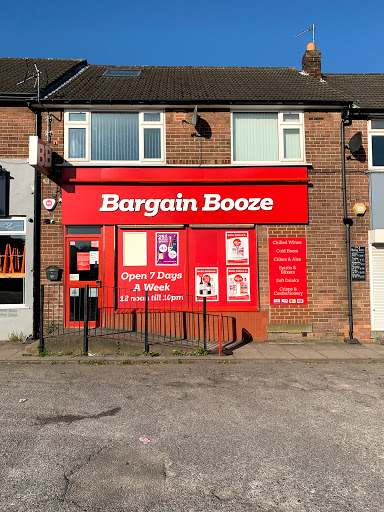 BB
Bargain Booze
Open 7 Days
A Week
12 noon till 10pm
Chilled Wines
Cold Beers
Ciders & Ales
Spirits &
Mixers
Soft Drinks
Crisps &
Confectionery